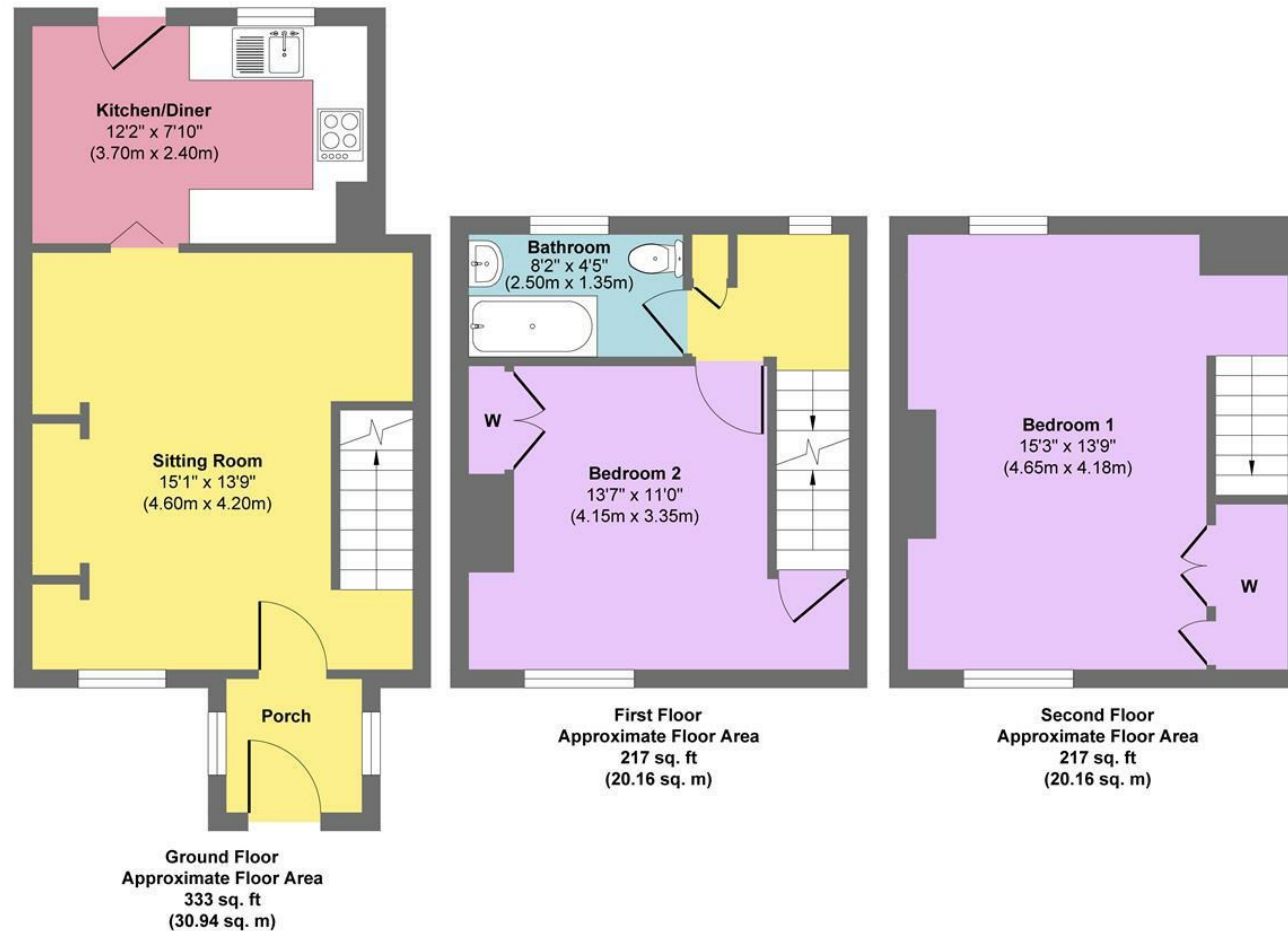 Kitchen/Diner
12'2" x 7'10"
(3.70m x 2.40m)
Sitting Room
15'1" x 13'9"
(4.60m x 4.20m)
Porch
Ground Floor
Approximate Floor Area
333 sq. ft
(30.94 sq. m)
Bathroom
8'2" x 4'5"
(2.50m x 1.35m)
W
Bedroom 2
13'7" x 11'0"
(4.15m x 3.35m)
First Floor
Approximate Floor Area
217 sq. ft
(20.16 sq. m)
Bedroom 1
15'3" x 13'9"
(4.65m x 4.18m)
W
Second Floor
Approximate Floor Area
217 sq. ft
(20.16 sq. m)